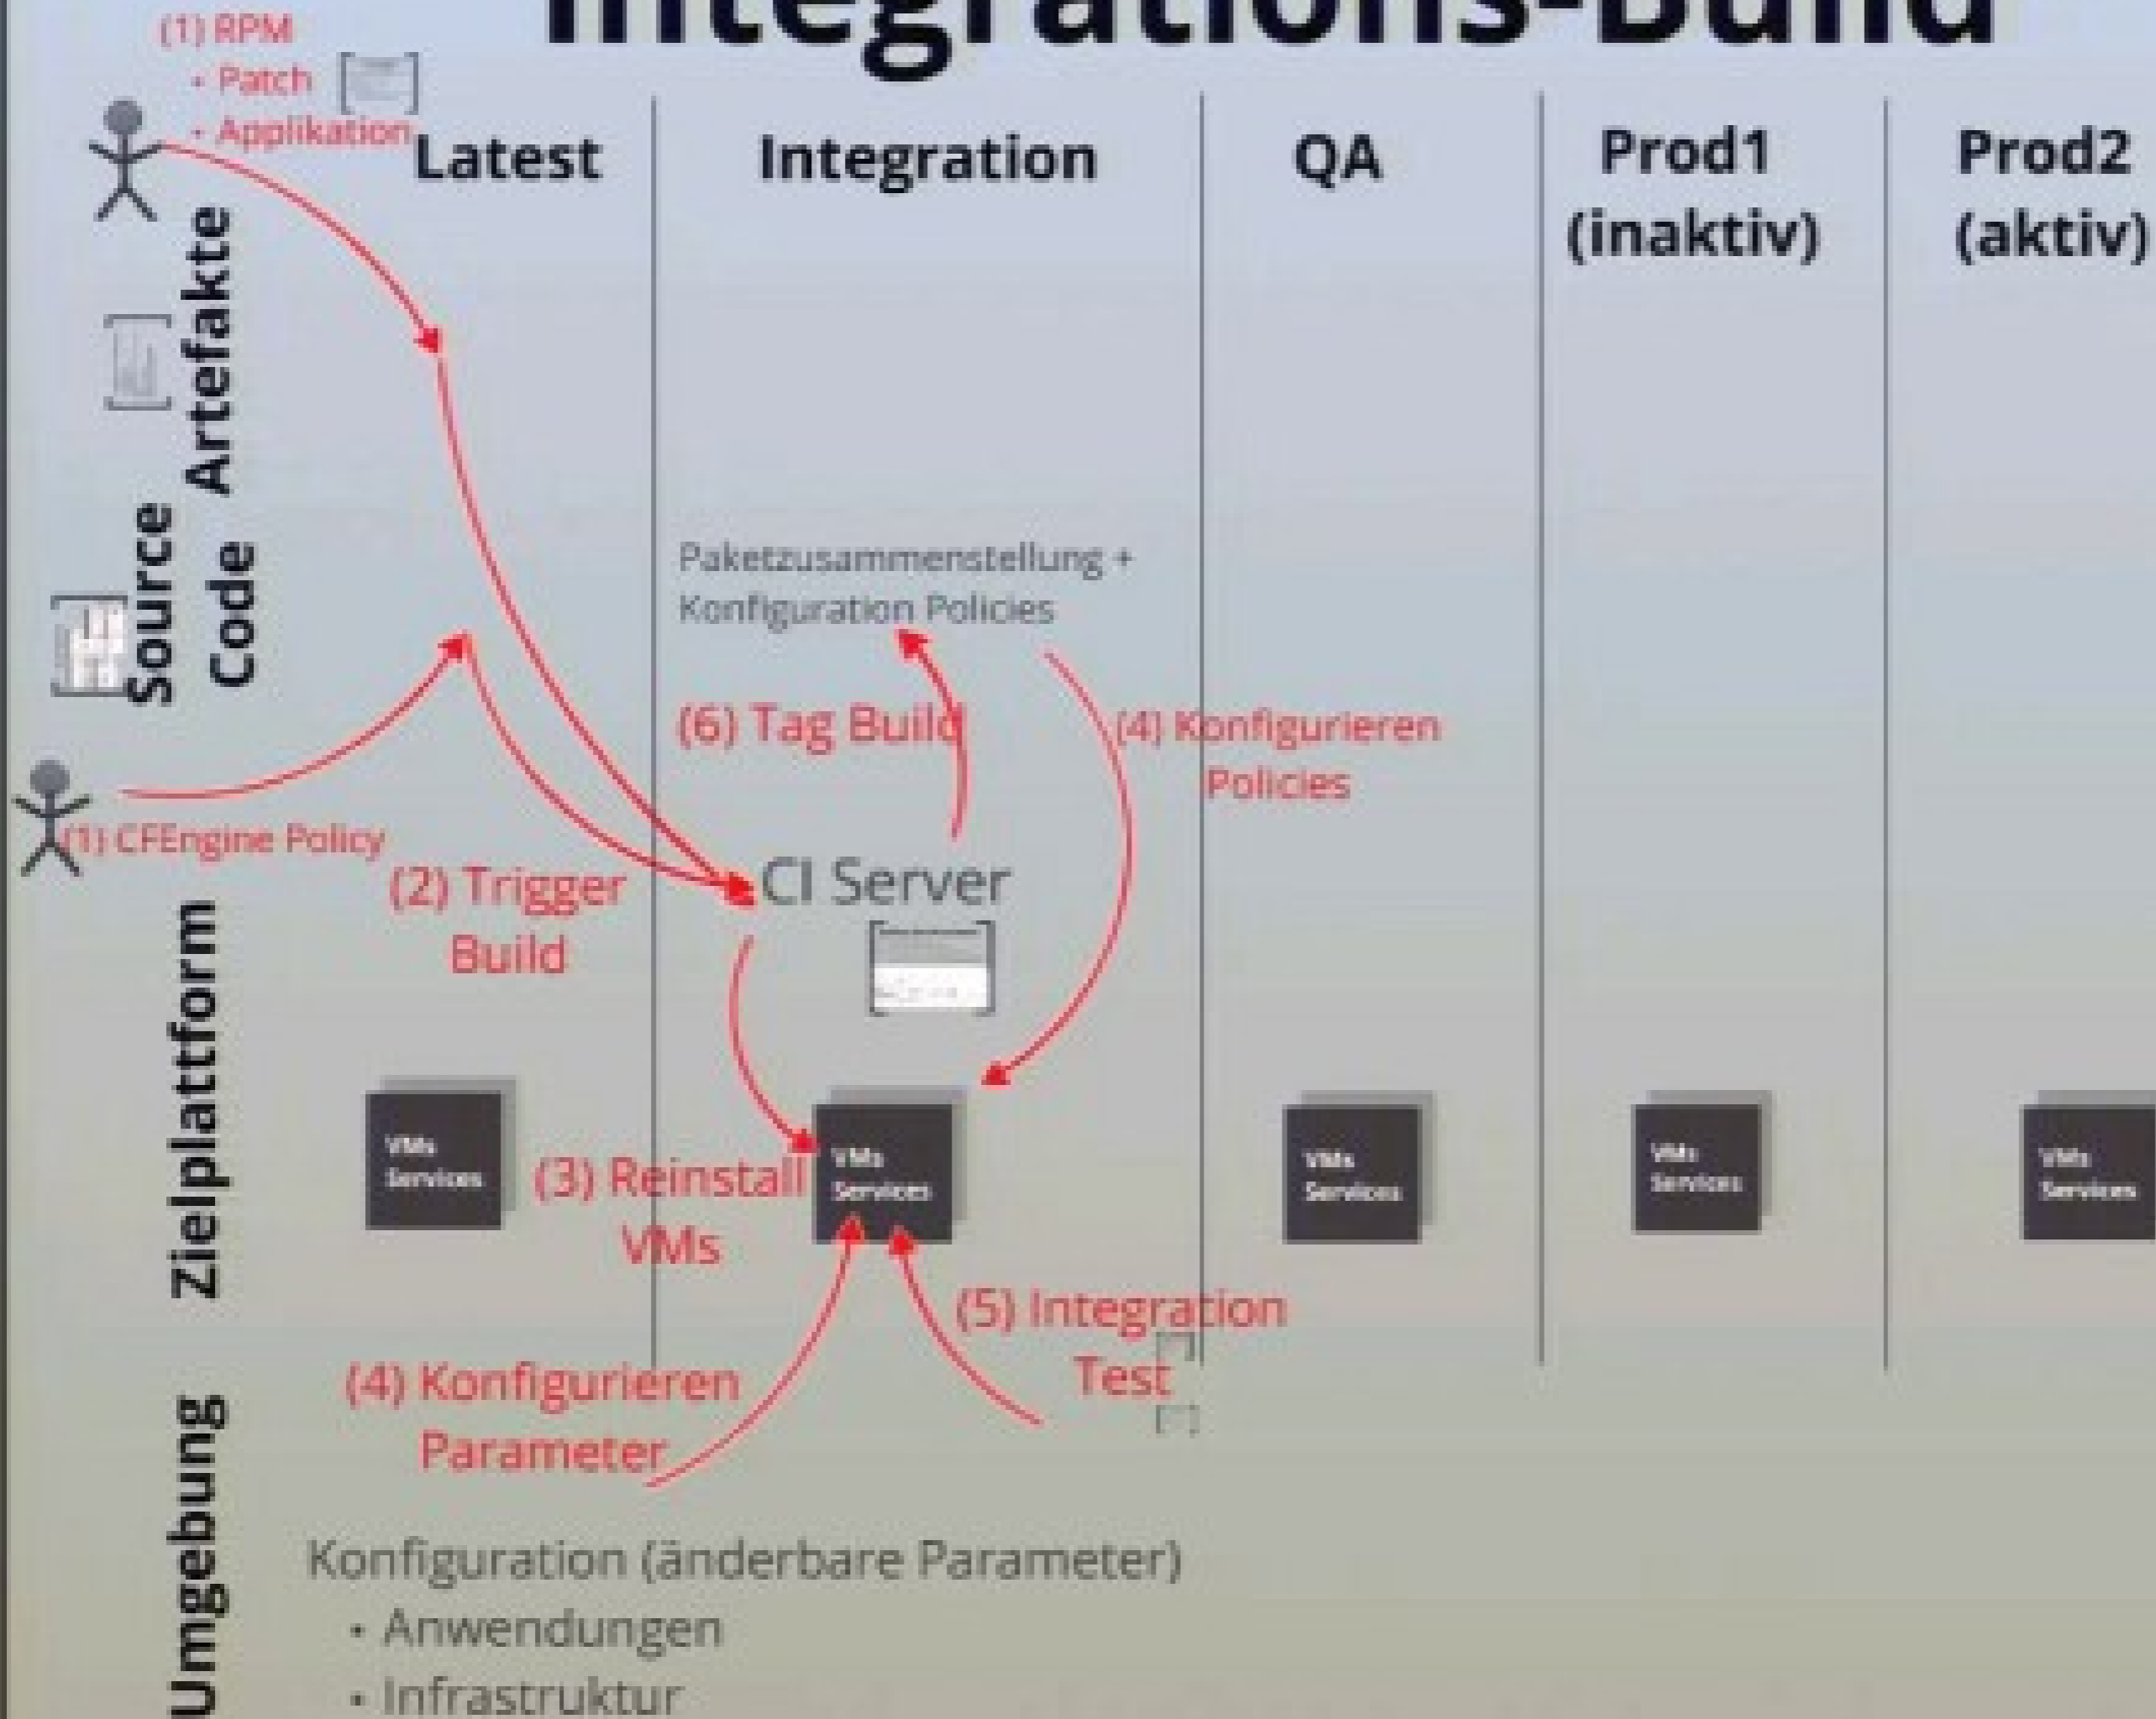 Integrations-Build
(1) RPM
• Patch
• Applikation
Latest
Integration
QA
Prod1
(inaktiv)
Prod2
(aktiv)
Artefakte
Source
Code
Paketzusammenstellung +
Konfiguration Policies
(6) Tag Build
(4) Konfigurieren
Policies
(1) CFEngine Policy
(2) Trigger
Build
CI Server
Zielplattform
VMs
Services
(3) Reinstall
VMs
VMs
Services
VMs
Services
VMs
Services
VMs
Services
(5) Integration
Test
(4) Konfigurieren
Parameter
Umgebung
Konfiguration (änderbare Parameter)
• Anwendungen
• Infrastruktur